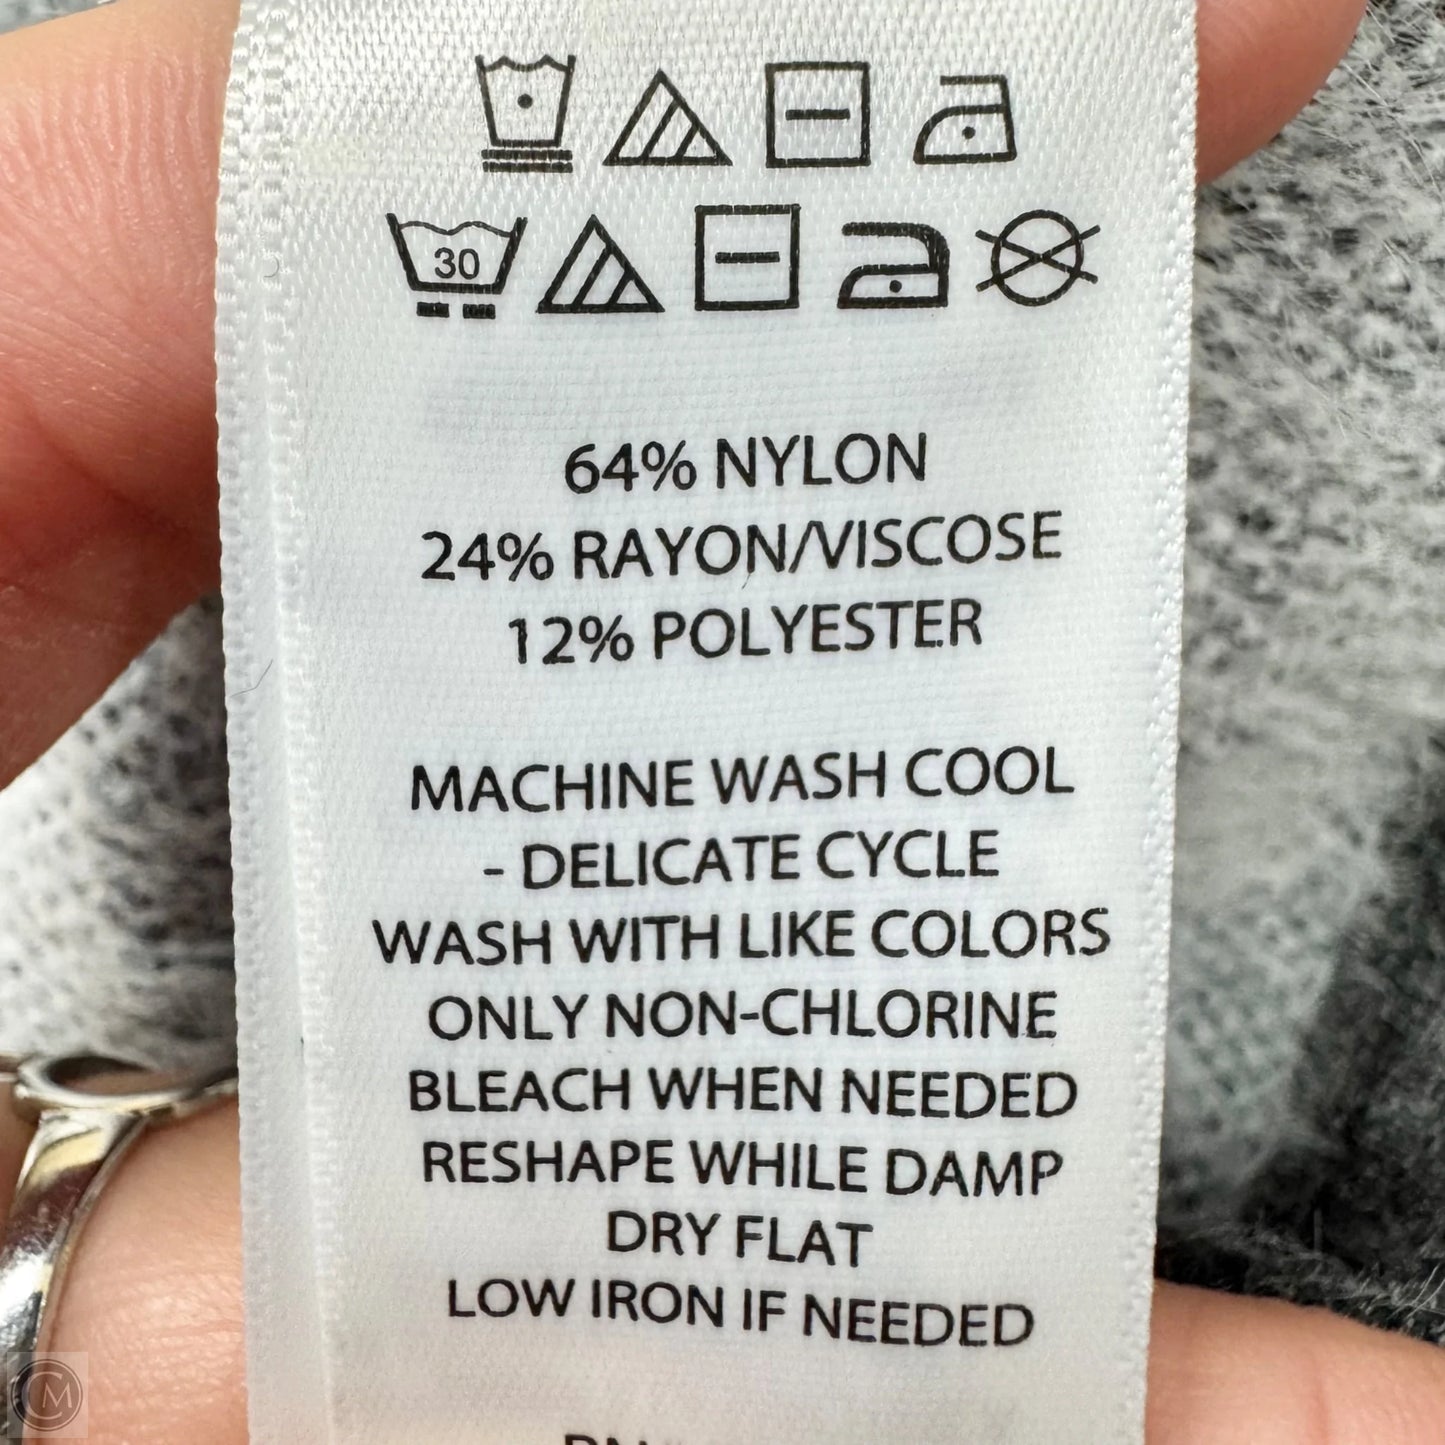 30
64% NYLON
24% RAYON/VISCOSE
12% POLYESTER
MACHINE WASH COOL
- DELICATE CYCLE
WASH WITH LIKE COLORS
ONLY NON-CHLORINE
BLEACH WHEN NEEDED
RESHAPE WHILE DAMP
DRY FLAT
LOW IRON IF NEEDED